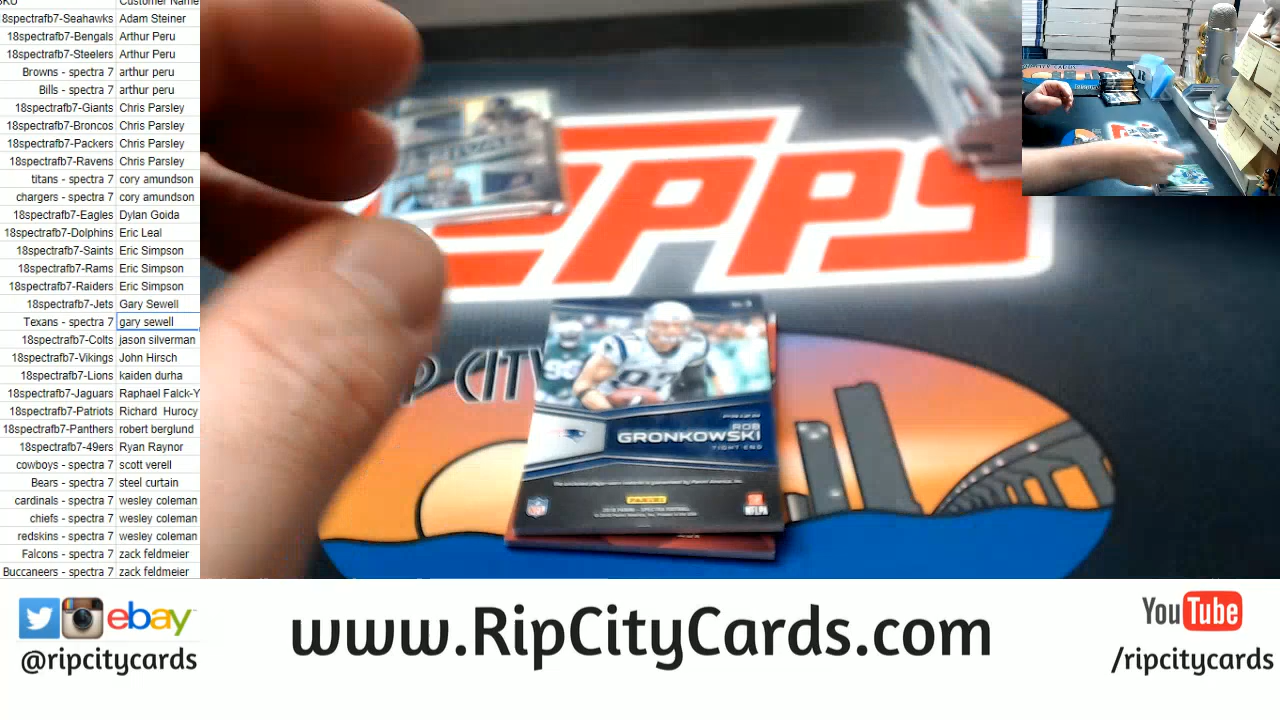 SKU Customer Name
18spectrafb7-Seahawks Adam Steiner
18spectrafb7-Bengals Arthur Peru
18spectrafb7-Steelers Arthur Peru
Browns - spectra 7 arthur peru
Bills - spectra 7 arthur peru
18spectrafb7-Giants Chris Parsley
18spectrafb7-Broncos Chris Parsley
18spectrafb7-Packers Chris Parsley
18spectrafb7-Ravens Chris Parsley
titans - spectra 7 cory amundson
chargers - spectra 7 cory amundson
18spectrafb7-Eagles Dylan Goida
18spectrafb7-Dolphins Eric Leal
18spectrafb7-Saints Eric Simpson
18spectrafb7-Rams Eric Simpson
18spectrafb7-Raiders Eric Simpson
18spectrafb7-Jets Gary Sewell
Texans - spectra 7 gary sewell
18spectrafb7-Colts jason silverman
18spectrafb7-Vikings John Hirsch
18spectrafb7-Lions kaiden durha
18spectrafb7-Jaguars Raphael Falck-Y
18spectrafb7-Patriots Richard Hurocy
18spectrafb7-Panthers robert berglund
18spectrafb7-49ers Ryan Raynor
cowboys - spectra 7 scott verell
Bears - spectra 7 steel curtain
cardinals - spectra 7 wesley coleman
chiefs - spectra 7 wesley coleman
redskins - spectra 7 wesley coleman
Falcons - spectra 7 zack feldmeier
Buccaneers - spectra 7 zack feldmeier
PPS
P CITY
ROB
GRONKOWSKI
TIGHT END
PANINI
NFLPA
ebay
@ripcitycards
www.RipCityCards.com
YouTube
/ripcitycards